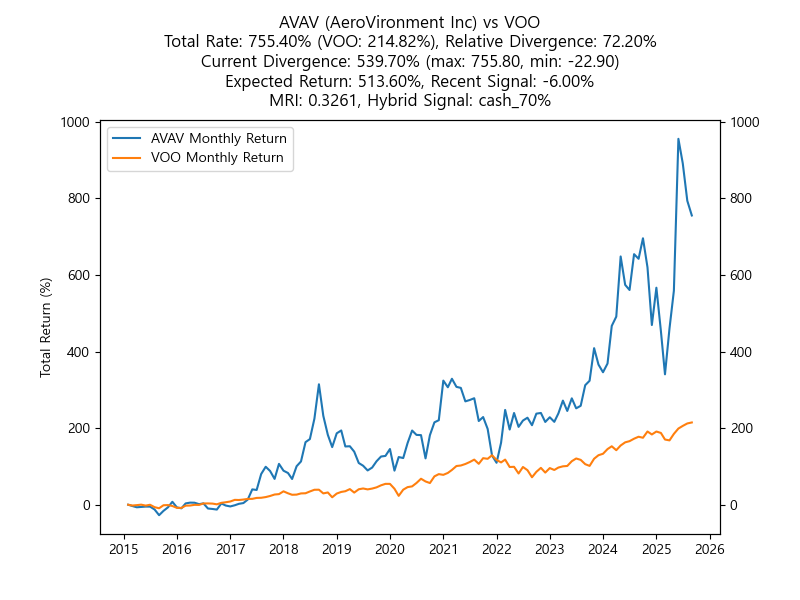 AVAV (AeroVironment Inc) vs VOO
Total Rate: 755.40% (VOO: 214.82%), Relative Divergence: 72.20%
Current Divergence: 539.70% (max: 755.80, min: -22.90)
Expected Return: 513.60%, Recent Signal: -6.00%
MRI: 0.3261, Hybrid Signal: cash_70%
AVAV Monthly Return
VOO Monthly Return
Total Return (%)
1000
800
600
400
200
0
1000
800
600
400
200
0
2015 2016 2017 2018 2019 2020 2021 2022 2023 2024 2025 2026